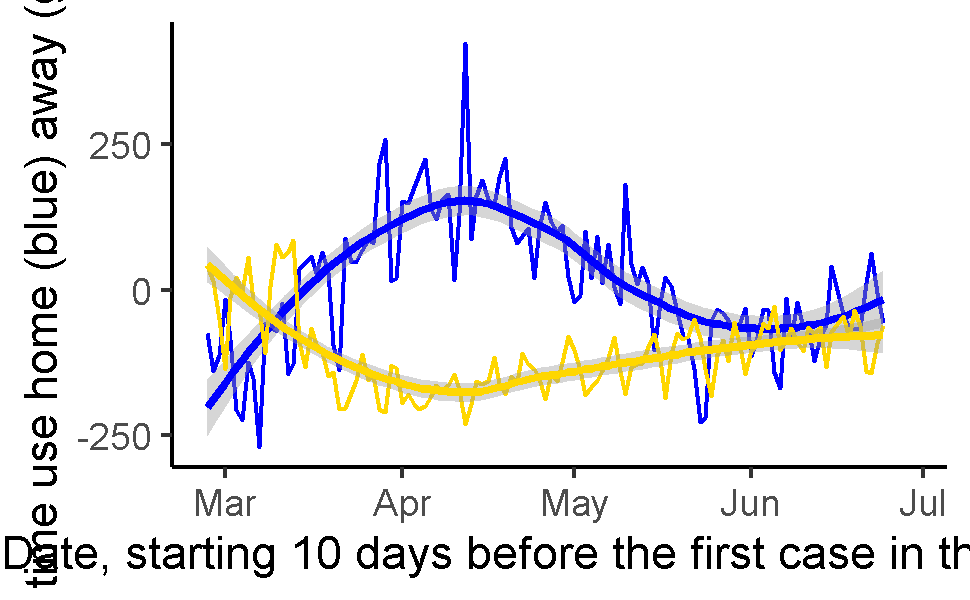 time use home (blue) away (
250
0
-250
Mar Apr May Jun Jul
Date, starting 10 days before the first case in th